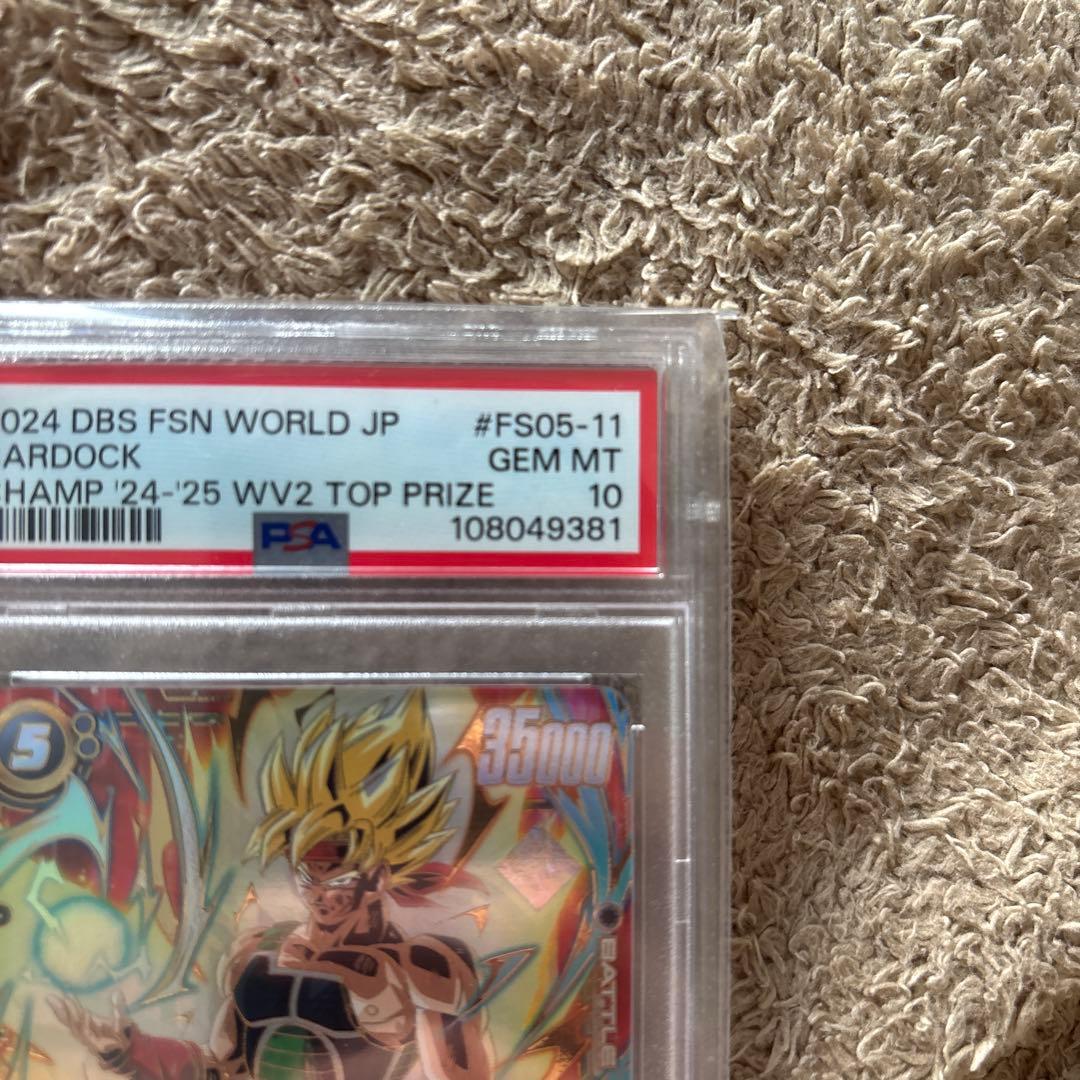 024 DBS FSN WORLD JP #FS05-11
ARDOCK GEM MT
HAMP '24-'25 WV2 TOP PRIZE 10
PSA 108049381
5 35000
BATTLE